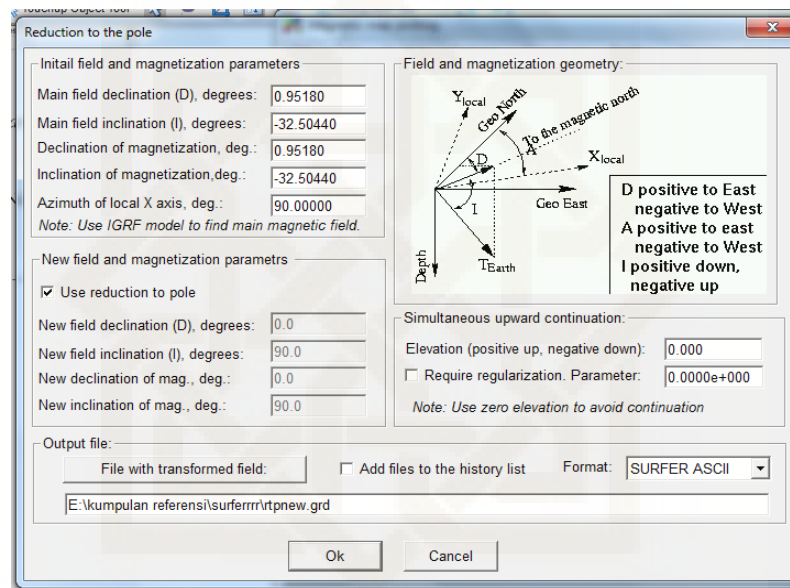 Touchup Object Tool
Reduction to the pole
Initail field and magnetization parameters
Main field declination (D), degrees: 0.95180
Main field inclination (I), degrees: -32.50440
Declination of magnetization, deg.: 0.95180
Inclination of magnetization,deg.: -32.50440
Azimuth of local X axis, deg.: 90.00000
Note: Use IGRF model to find main magnetic field.
Field and magnetization geometry:
Y local
Geo North
To the magnetic north
A
D
X local
I
Geo East
Depth
T Earth
D positive to East
negative to West
A positive to east
negative to West
I positive down,
negative up
New field and magnetization parametrs
Use reduction to pole
New field declination (D), degrees: 0.0
New field inclination (I), degrees: 90.0
New declination of mag., deg.: 0.0
New inclination of mag., deg.: 90.0
Simultaneous upward continuation:
Elevation (positive up, negative down): 0.000
Require regularization. Parameter: 0.0000e+000
Note: Use zero elevation to avoid continuation
Output file:
File with transformed field:
Add files to the history list
Format: SURFER ASCII
E:\kumpulan referensi\surferrrr\rtpnew.grd
Ok
Cancel